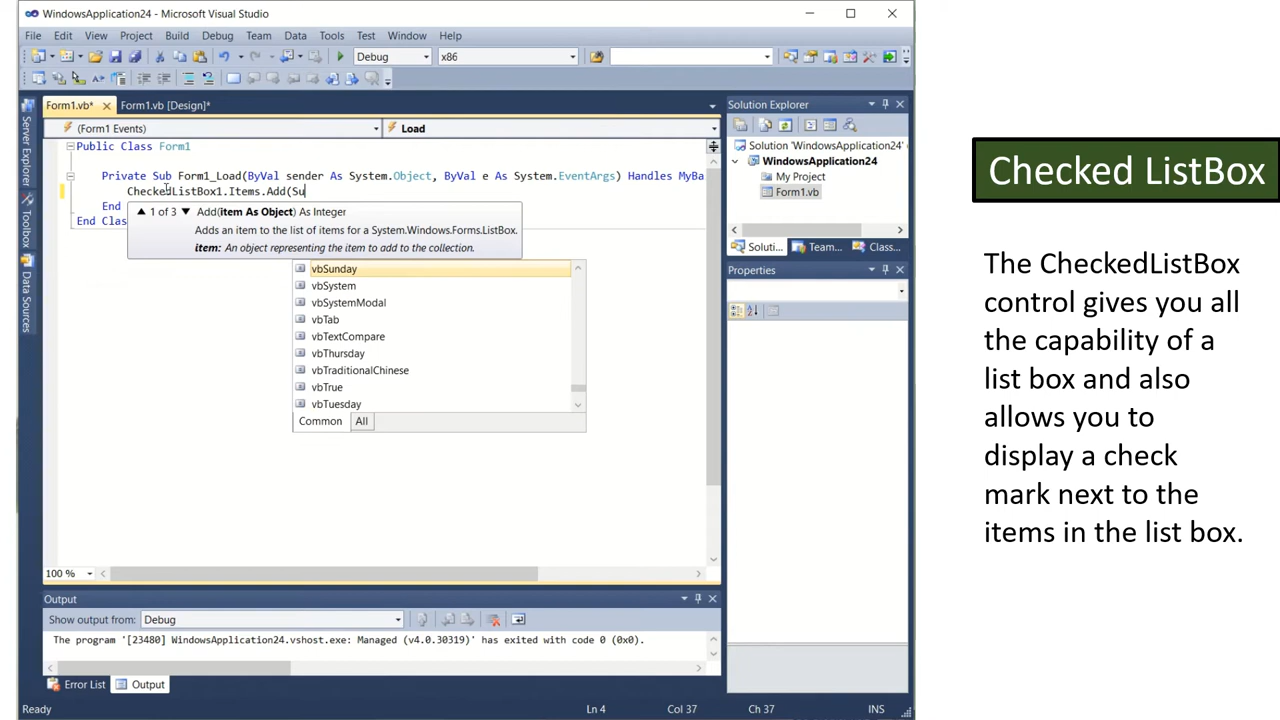 WindowsApplication24 - Microsoft Visual Studio
File Edit View Project Build Debug Team Data Tools Test Window Help
Debug x86
Form1.vb* Form1.vb [Design]*
(Form1 Events) Load
Public Class Form1
Private Sub Form1_Load(ByVal sender As System.Object, ByVal e As System.EventArgs) Handles MyBa
CheckedListBox1.Items.Add(Su
End
End Clas
1 of 3 Add(item As Object) As Integer
Adds an item to the list of items for a System.Windows.Forms.ListBox.
item: An object representing the item to add to the collection.
vbSunday
vbSystem
vbSystemModal
vbTab
vbTextCompare
vbThursday
vbTraditionalChinese
vbTrue
vbTuesday
Common All
Server Explorer
Toolbox
Data Sources
100 %
Output
Show output from: Debug
The program '[23480] WindowsApplication24.vshost.exe: Managed (v4.0.30319)' has exited with code 0 (0x0).
Error List Output
Ready Ln 4 Col 37 Ch 37 INS
Solution Explorer
Solution 'WindowsApplication24'
WindowsApplication24
My Project
Form1.vb
Soluti... Team... Class...
Properties
Checked ListBox
The CheckedListBox
control gives you all
the capability of a
list box and also
allows you to
display a check
mark next to the
items in the list box.